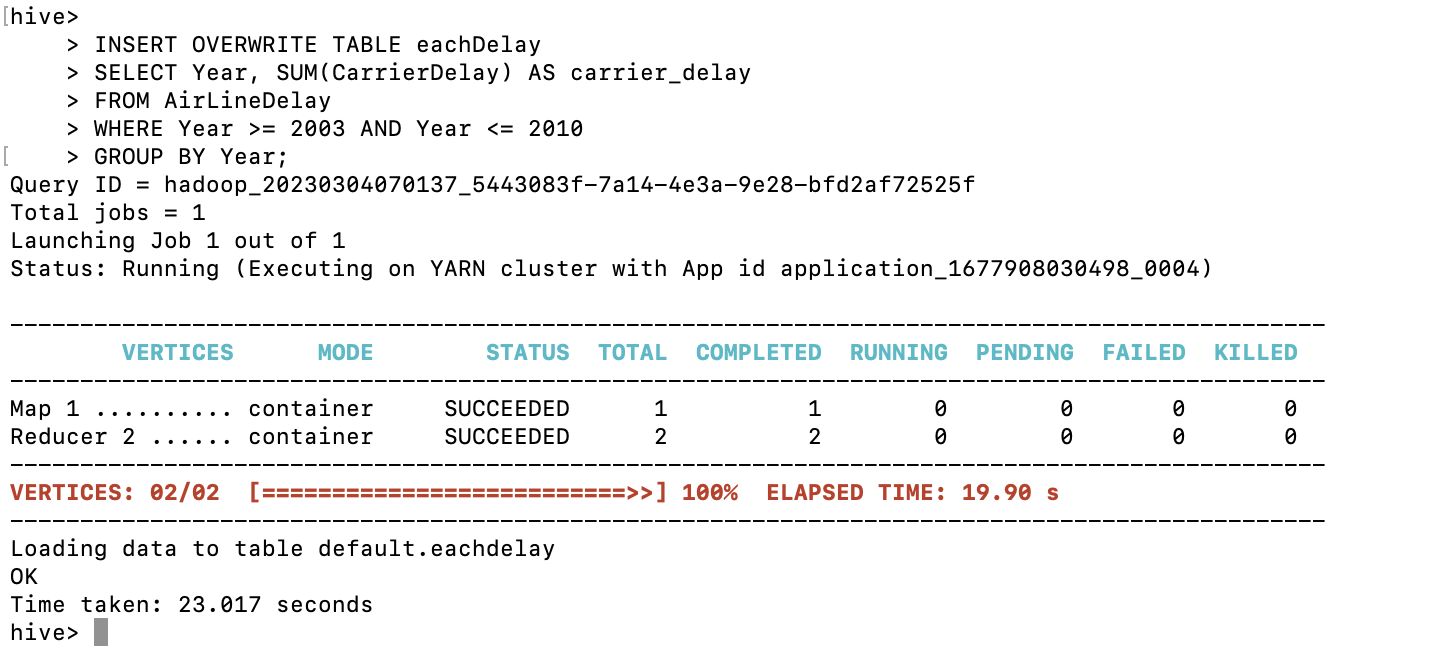 [hive>
    > INSERT OVERWRITE TABLE eachDelay
    > SELECT Year, SUM(CarrierDelay) AS carrier_delay
    > FROM AirLineDelay
    > WHERE Year >= 2003 AND Year <= 2010
[    > GROUP BY Year;
Query ID = hadoop_20230304070137_5443083f-7a14-4e3a-9e28-bfd2af72525f
Total jobs = 1
Launching Job 1 out of 1
Status: Running (Executing on YARN cluster with App id application_1677908030498_0004)

----------------------------------------------------------------------------------------------
        VERTICES      MODE        STATUS  TOTAL  COMPLETED  RUNNING  PENDING  FAILED  KILLED
----------------------------------------------------------------------------------------------
Map 1 .......... container     SUCCEEDED      1          1        0        0       0       0
Reducer 2 ...... container     SUCCEEDED      2          2        0        0       0       0
----------------------------------------------------------------------------------------------
VERTICES: 02/02  [==========================>>] 100%  ELAPSED TIME: 19.90 s
----------------------------------------------------------------------------------------------
Loading data to table default.eachdelay
OK
Time taken: 23.017 seconds
hive>